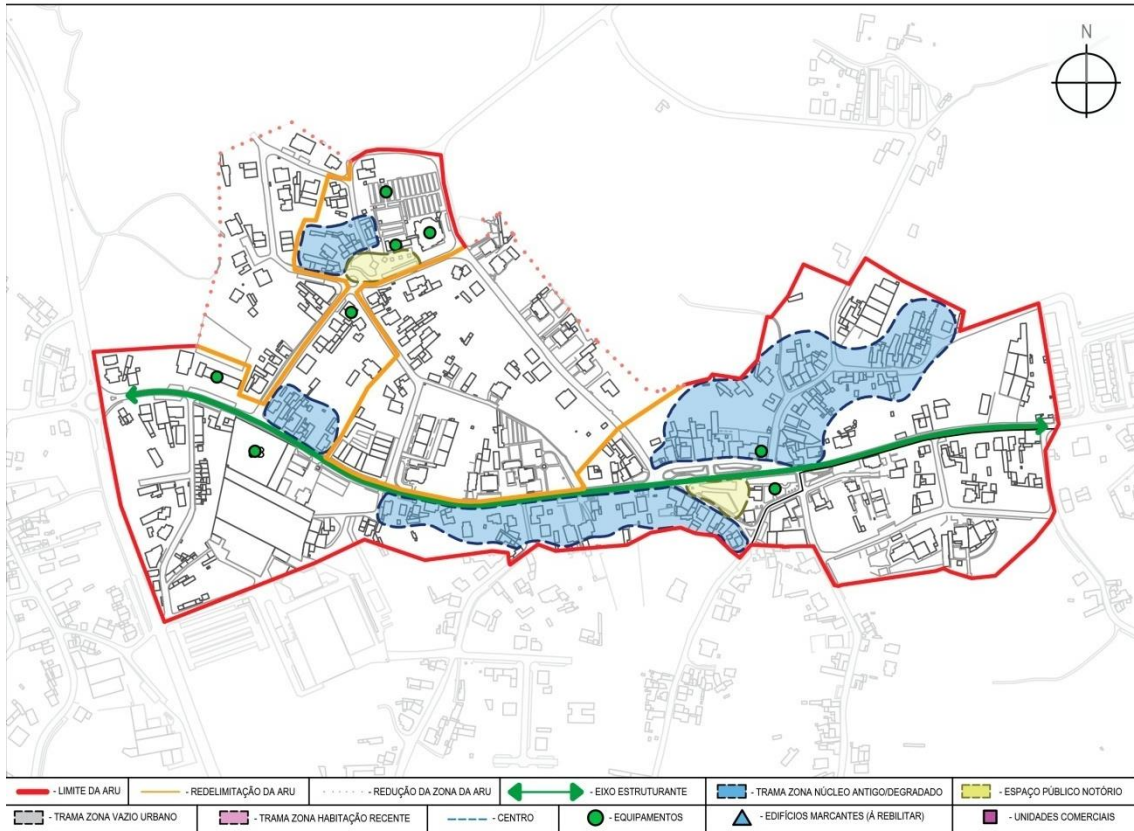 N
- LIMITE DA ARU - REDELIMITAÇÃO DA ARU - REDUÇÃO DA ZONA DA ARU - EIXO ESTRUTURANTE - TRAMA ZONA NÚCLEO ANTIGO/DEGRADADO - ESPAÇO PÚBLICO NOTÓRIO
- TRAMA ZONA VAZIO URBANO - TRAMA ZONA HABITAÇÃO RECENTE - CENTRO - EQUIPAMENTOS - EDIFÍCIOS MARCANTES (Á REBILITAR) - UNIDADES COMERCIAIS